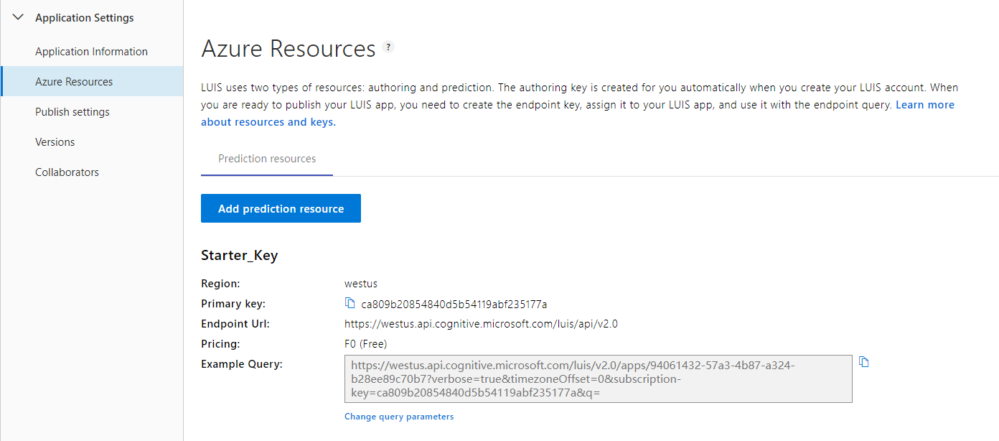 Application Settings
Application Information
Azure Resources
Publish settings
Versions
Collaborators
Azure Resources ?
LUIS uses two types of resources: authoring and prediction. The authoring key is created for you automatically when you create your LUIS account. When
you are ready to publish your LUIS app, you need to create the endpoint key, assign it to your LUIS app, and use it with the endpoint query. Learn more
about resources and keys.
Prediction resources
Add prediction resource
Starter_Key
Region: westus
Primary key: ca809b20854840d5b54119abf235177a
Endpoint Url: https://westus.api.cognitive.microsoft.com/luis/api/v2.0
Pricing: F0 (Free)
Example Query: https://westus.api.cognitive.microsoft.com/luis/v2.0/apps/94061432-57a3-4b87-a324-
b28ee89c70b7?verbose=true&timezoneOffset=0&subscription-
key=ca809b20854840d5b54119abf235177a&q=
Change query parameters